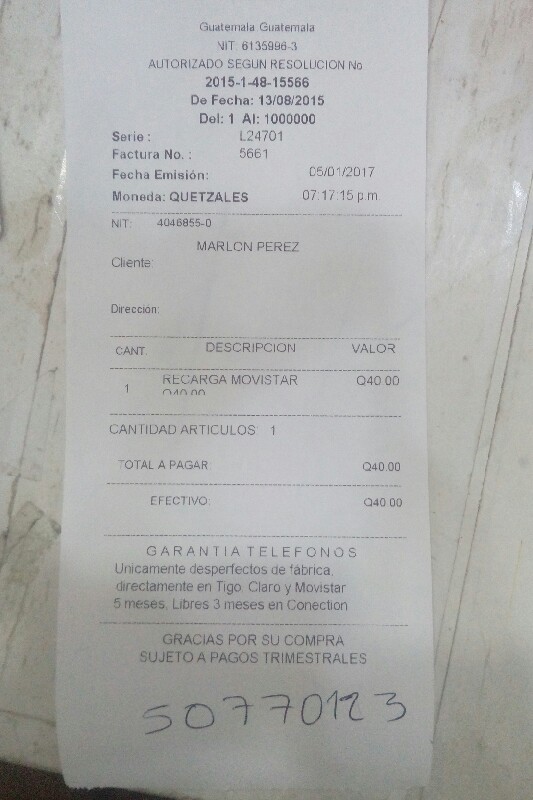 Guatemala Guatemala
NIT: 6135996-3
AUTORIZADO SEGUN RESOLUCION No
2015-1-48-15566
De Fecha: 13/08/2015
Del: 1 Al: 1000000
Serie : L24701
Factura No. : 5661
Fecha Emisión: 05/01/2017
Moneda: QUETZALES 07:17:15 p.m
NIT: 4046855-0
MARLON PEREZ
Cliente:
Dirección:
CANT. DESCRIPCION VALOR
1 RECARGA MOVISTAR Q40.00
Q40.00
CANTIDAD ARTICULOS: 1
TOTAL A PAGAR: Q40.00
EFECTIVO: Q40.00
GARANTIA TELEFONOS
Unicamente desperfectos de fábrica,
directamente en Tigo, Claro y Movistar
5 meses, Libres 3 meses en Conection
GRACIAS POR SU COMPRA
SUJETO A PAGOS TRIMESTRALES
50770123